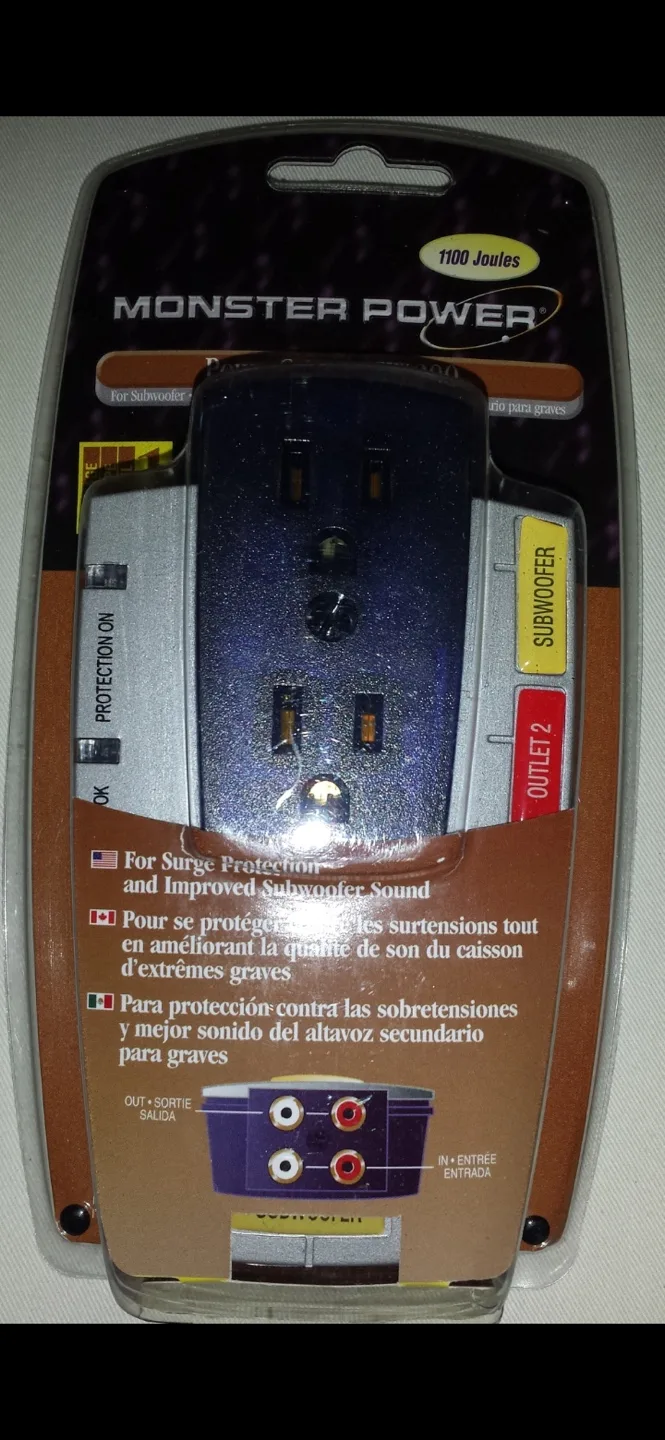 1100 Joules
MONSTER POWER®
For Subwoofer •
para graves
PROTECTION ON
OK
SUBWOOFER
OUTLET 2
For Surge Protection
and Improved Subwoofer Sound
Pour se protéger les surtensions tout
en améliorant la qualité de son du caisson
d'extrêmes graves
Para protección contra las sobretensiones
y mejor sonido del altavoz secundario
para graves
OUT • SORTIE
SALIDA
IN • ENTRÉE
ENTRADA
SUBWOOFER